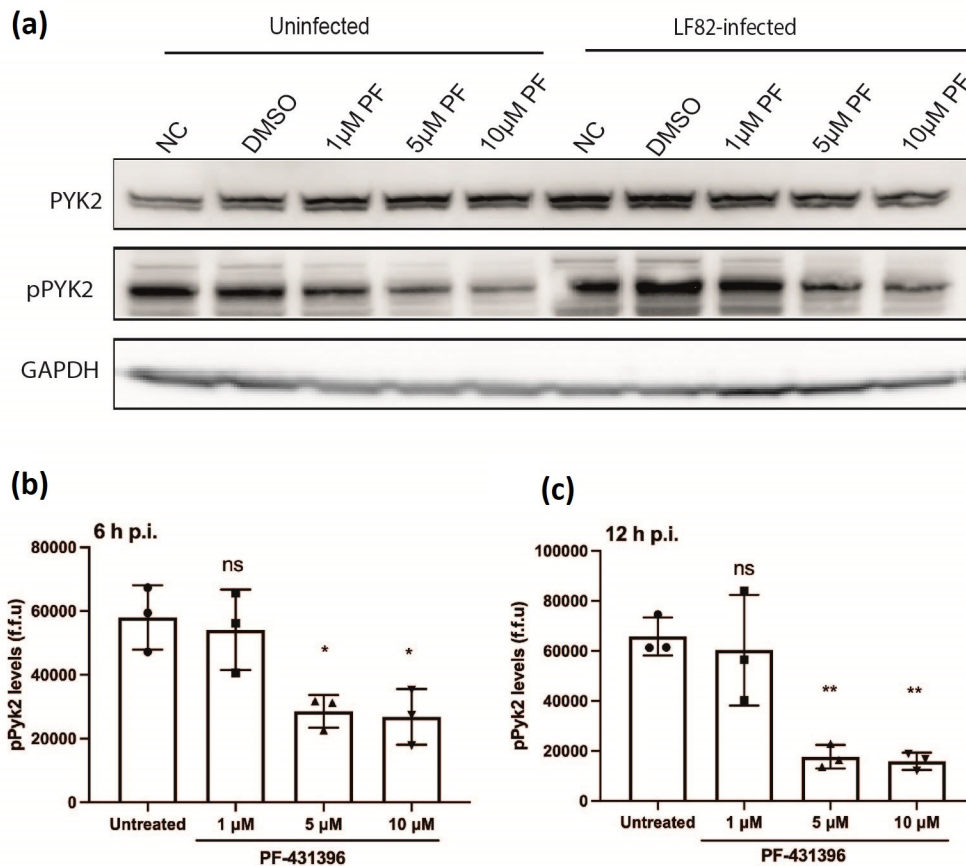 (a)
Uninfected
LF82-infected
NC DMSO 1µM PF 5µM PF 10µM PF NC DMSO 1µM PF 5µM PF 10µM PF
PYK2
pPYK2
GAPDH
(b)
6 h p.i.
pPyk2 levels (f.f.u)
80000
60000
40000
20000
0
ns
*
*
Untreated 1 µM 5 µM 10 µM
PF-431396
(c)
12 h p.i.
pPyk2 levels (f.f.u)
100000
80000
60000
40000
20000
0
ns
**
**
Untreated 1 µM 5 µM 10 µM
PF-431396